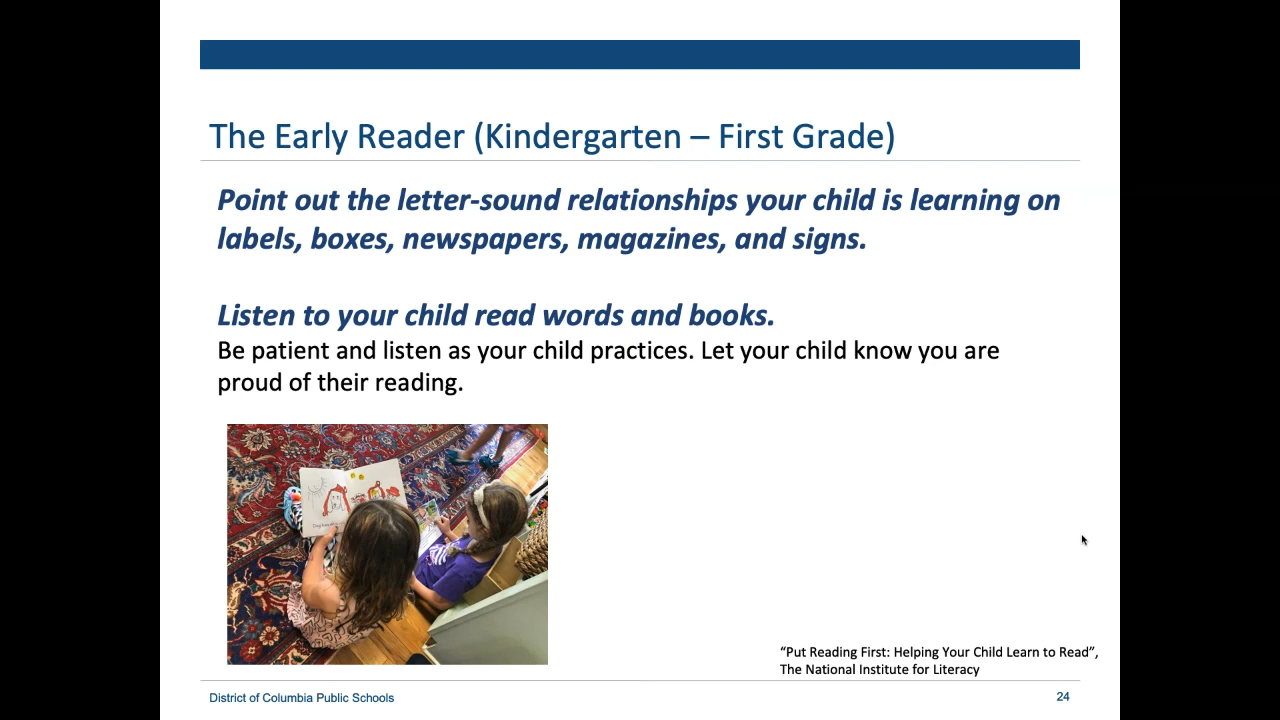 The Early Reader (Kindergarten – First Grade)
Point out the letter-sound relationships your child is learning on
labels, boxes, newspapers, magazines, and signs.
Listen to your child read words and books.
Be patient and listen as your child practices. Let your child know you are
proud of their reading.
“Put Reading First: Helping Your Child Learn to Read”,
The National Institute for Literacy
District of Columbia Public Schools
24